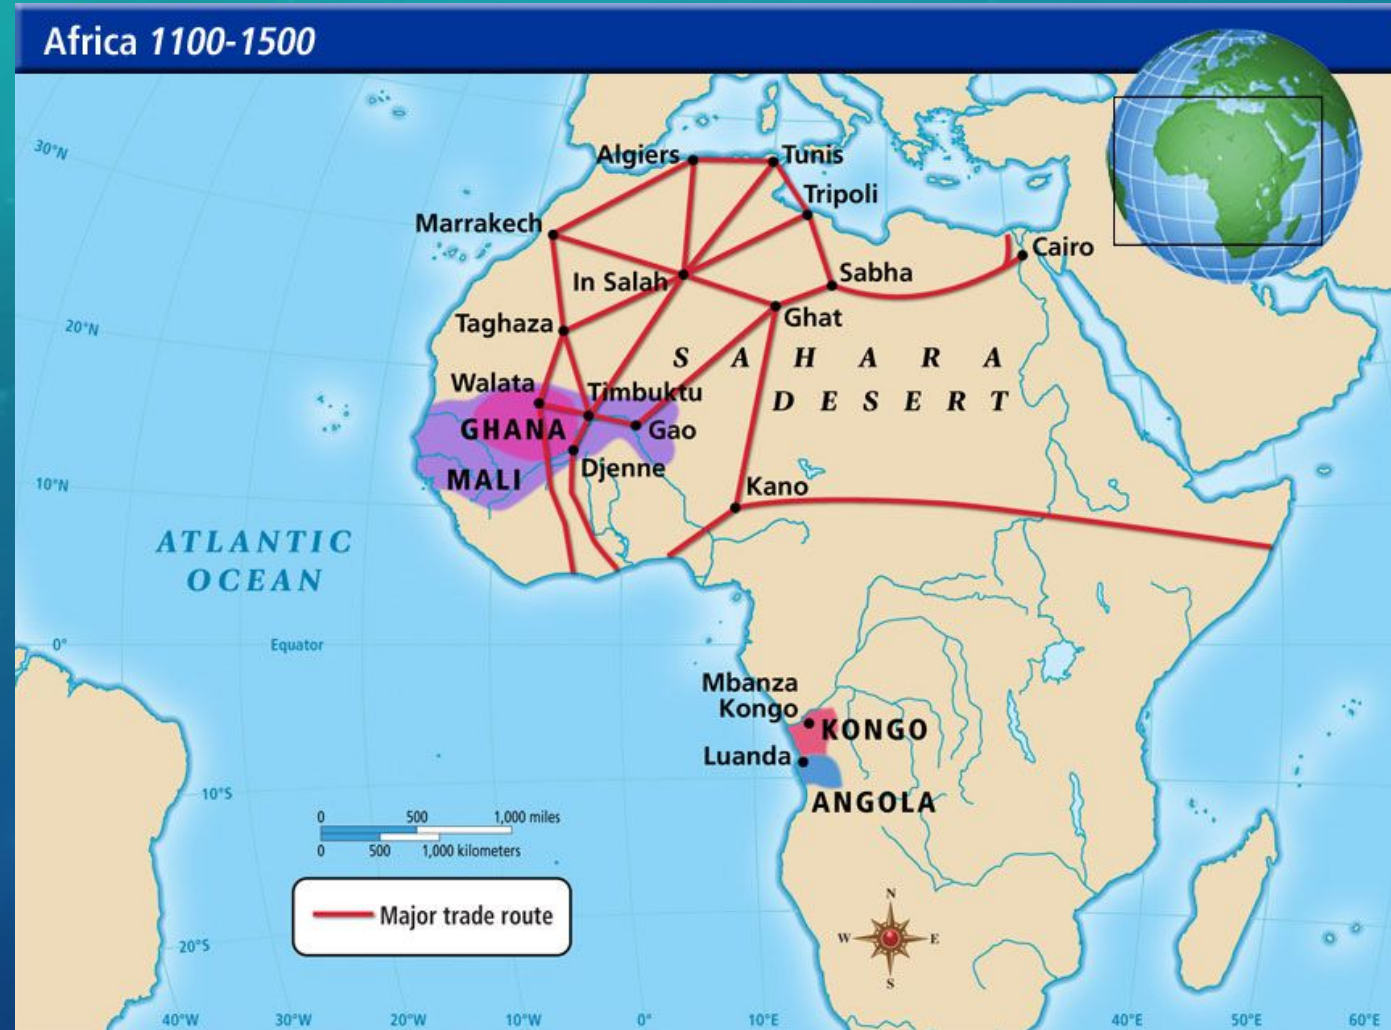 Africa 1100-1500
30°N
Algiers
Tunis
Tripoli
Marrakech
Cairo
In Salah
Sabha
20°N
Taghaza
Ghat
SAHARA
DESERT
Walata
Timbuktu
GHANA
Gao
MALI
Djenne
10°N
Kano
ATLANTIC
OCEAN
0°
Equator
Mbanza
Kongo
KONGO
Luanda
ANGOLA
10°S
0 500 1,000 miles
0 500 1,000 kilometers
Major trade route
N
W E
S
20°S
40°W 30°W 20°W 10°W 0° 10°E 40°E 50°E 60°E